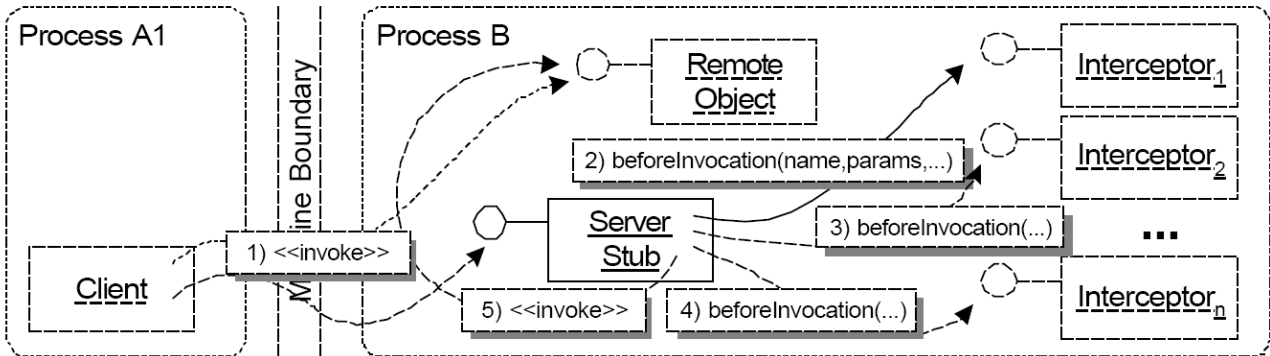 Process A1
Process B
Remote
Object
Interceptor1
Interceptor2
...
Interceptorn
2) beforeInvocation(name,params,...)
3) beforeInvocation(...)
Server
Stub
1) <<invoke>>
Client
5) <<invoke>>
4) beforeInvocation(...)
ine Boundary